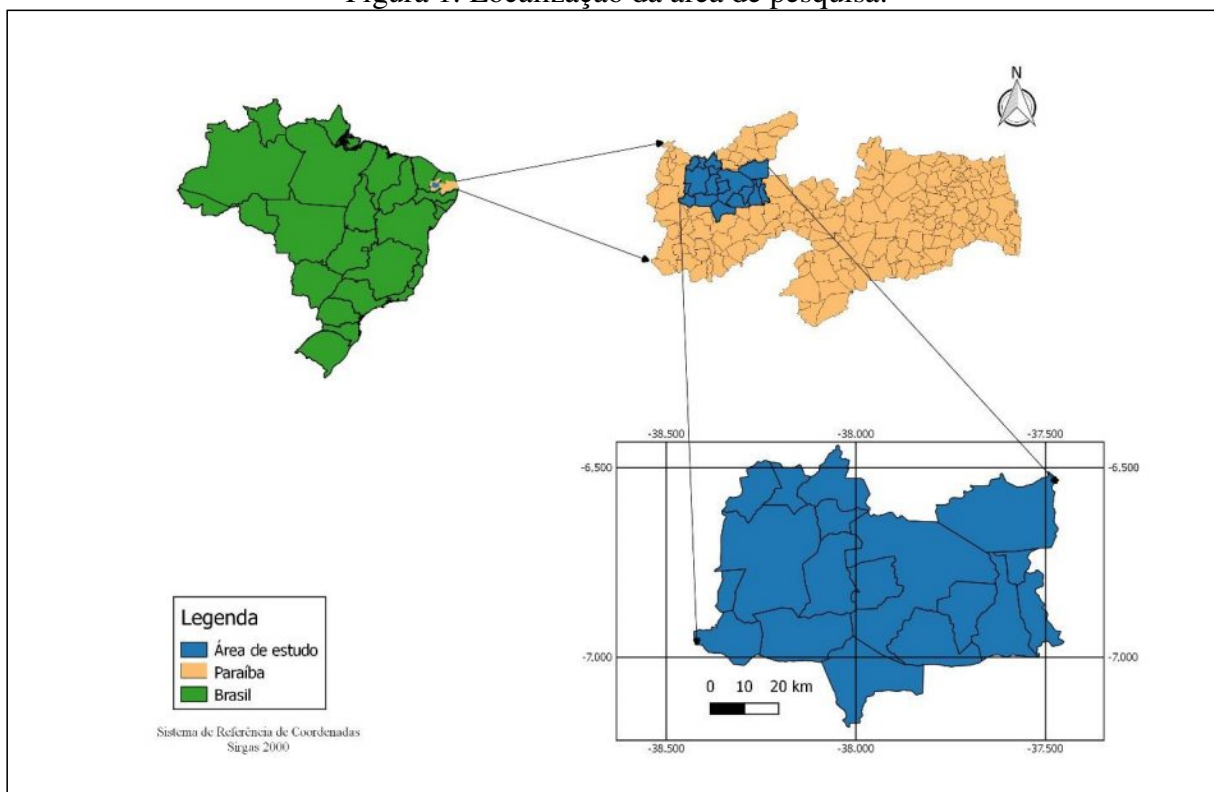 Figura 1: Localização da área de pesquisa.
N
-38.500 -38.000 -37.500
-6.500 -6.500
-7.000 -7.000
0 10 20 km
-38.500 -38.000 -37.500
Legenda
Área de estudo
Paraíba
Brasil
Sistema de Referência de Coordenadas
Sirgas 2000